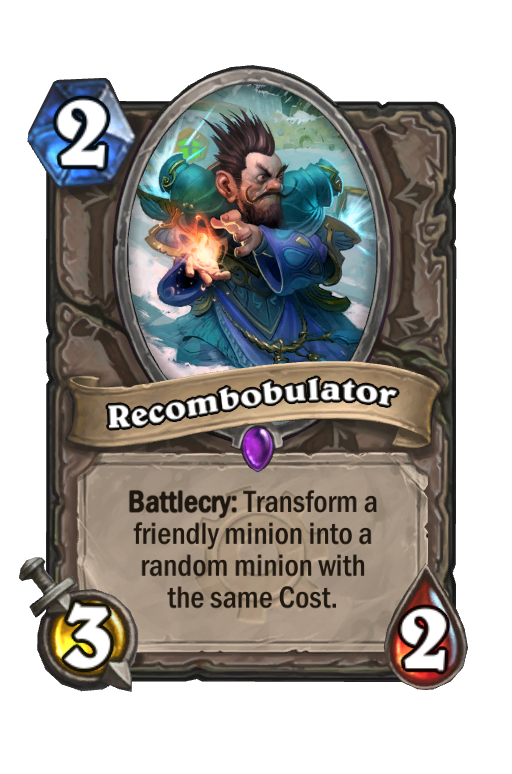 2
Recombobulator
Battlecry: Transform a
friendly minion into a
random minion with
the same Cost.
3
2